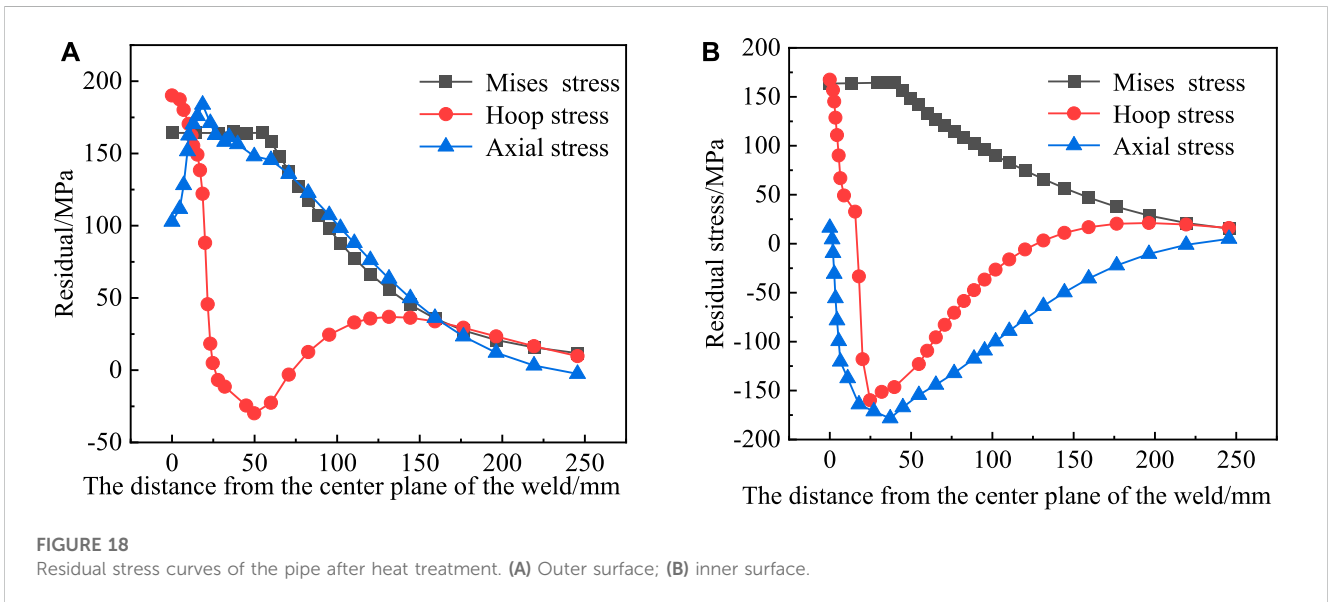 A
200
150
100
50
0
-50
Residual/MPa
Mises stress
Hoop stress
Axial stress
0 50 100 150 200 250
The distance from the center plane of the weld/mm
B
200
150
100
50
0
-50
-100
-150
-200
Residual stress/MPa
Mises stress
Hoop stress
Axial stress
0 50 100 150 200 250
The distance from the center plane of the weld/mm
FIGURE 18
Residual stress curves of the pipe after heat treatment. (A) Outer surface; (B) inner surface.